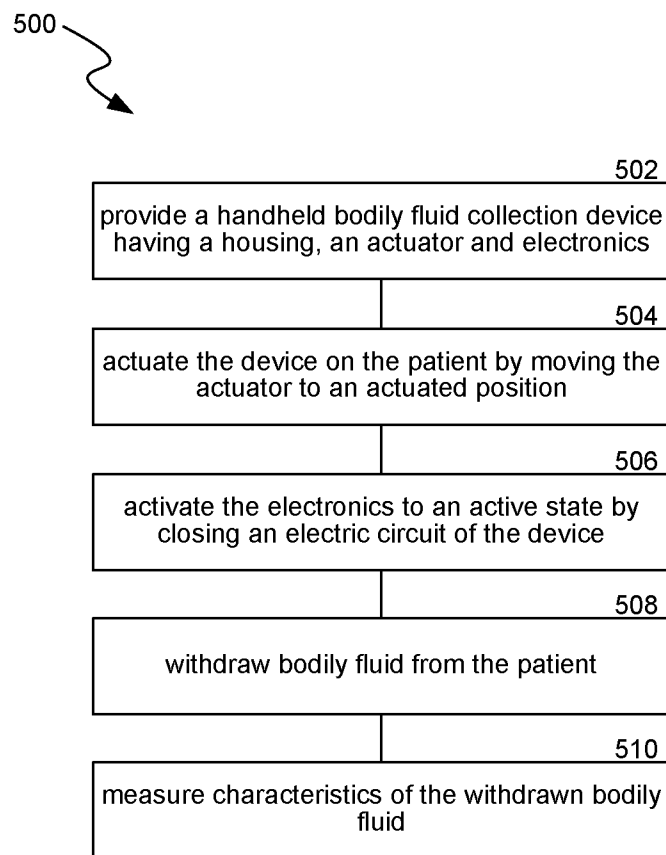 500
502
provide a handheld bodily fluid collection device
having a housing, an actuator and electronics
504
actuate the device on the patient by moving the
actuator to an actuated position
506
activate the electronics to an active state by
closing an electric circuit of the device
508
withdraw bodily fluid from the patient
510
measure characteristics of the withdrawn bodily
fluid